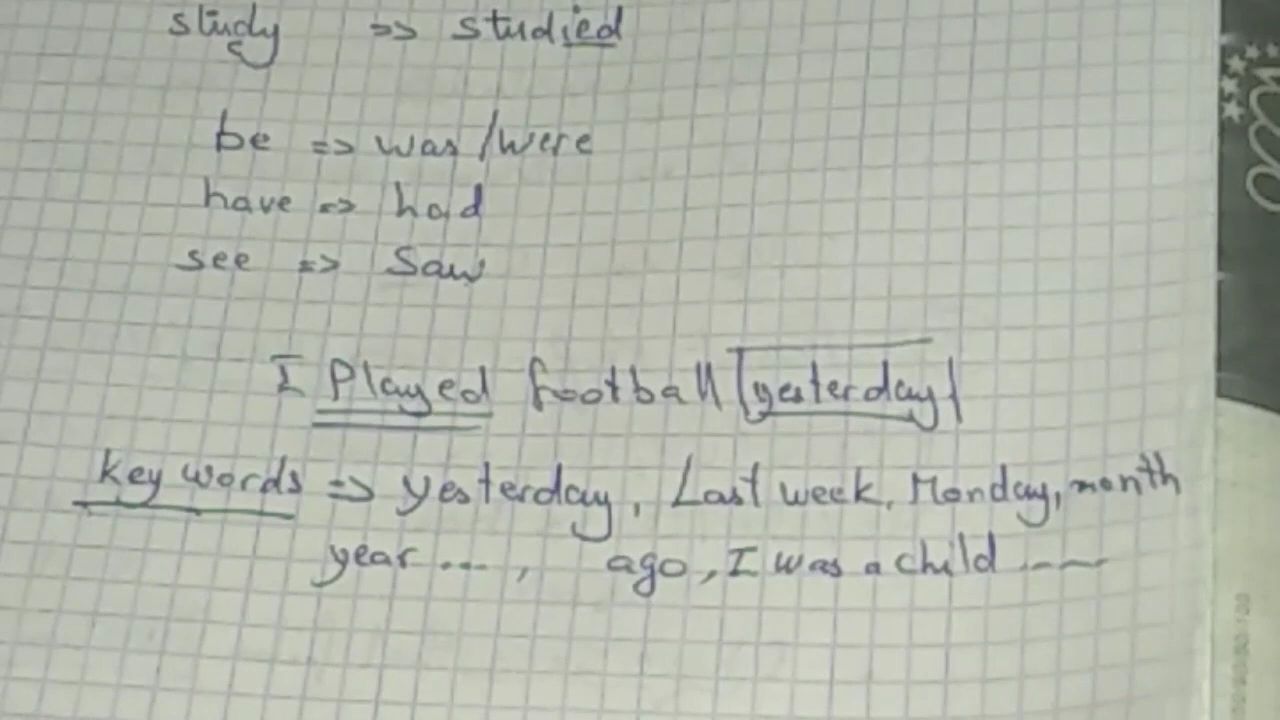 study => studied
be => was/were
have => had
see => Saw
I Played football yesterday
key words => yesterday, Last week, Monday, month
year ..., ago, I was a child ....